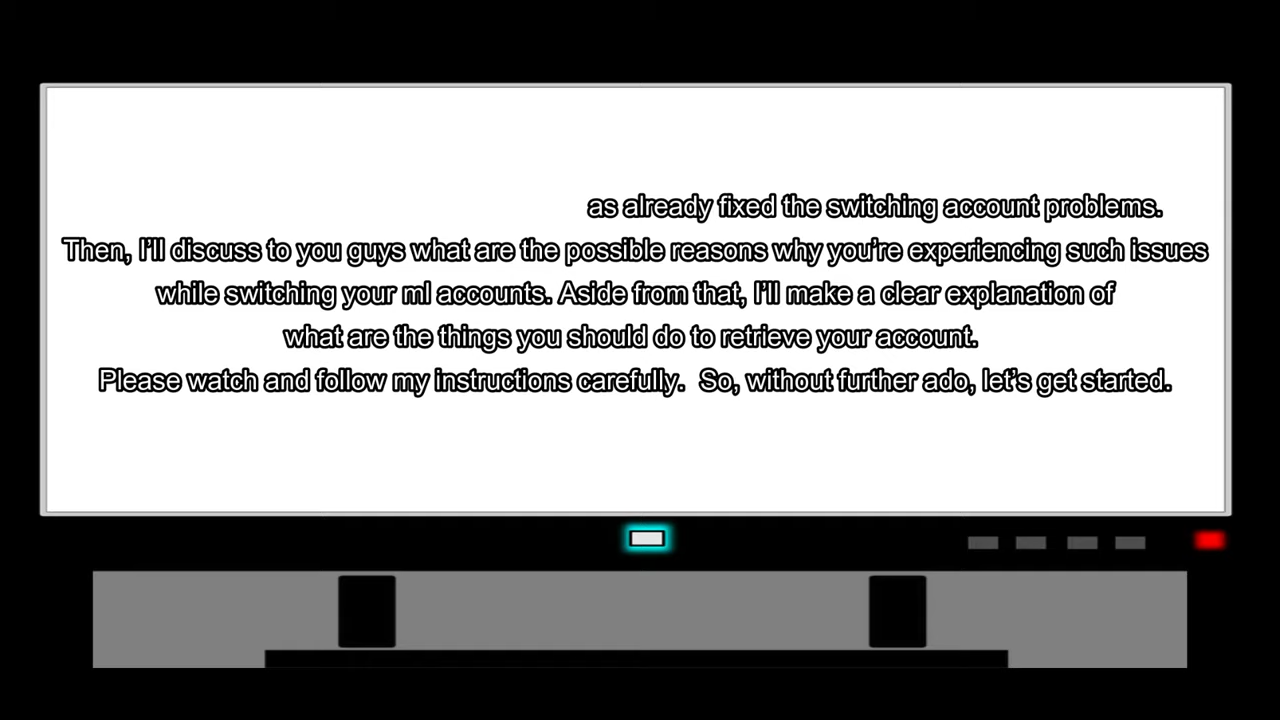 as already fixed the switching account problems.
Then, I'll discuss to you guys what are the possible reasons why you're experiencing such issues
while switching your ml accounts. Aside from that, I'll make a clear explanation of
what are the things you should do to retrieve your account.
Please watch and follow my instructions carefully.  So, without further ado, let's get started.